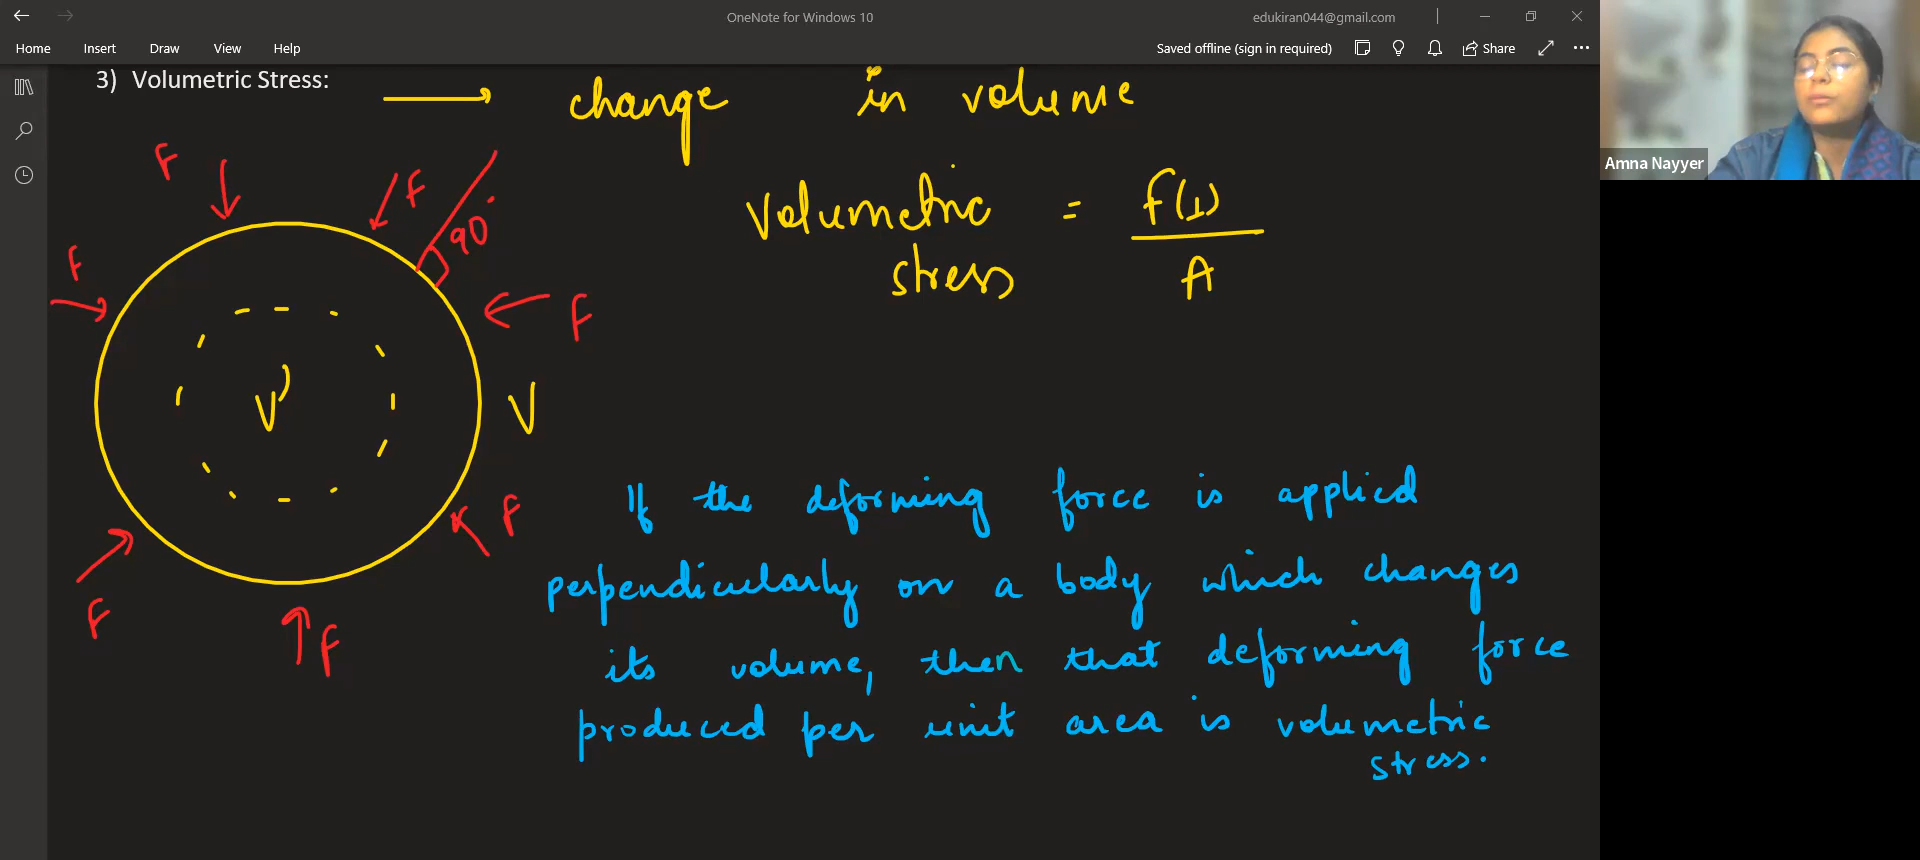 OneNote for Windows 10
edukiran044@gmail.com
Home Insert Draw View Help
Saved offline (sign in required)
Share
3) Volumetric Stress:
change in volume
F
F
90°
F
F
V'
V
F
F
F
Volumetric stress = F(⊥)
A
If the deforming force is applied
perpendicularly on a body which changes
its volume, then that deforming force
produced per unit area is volumetric
stress.
Amna Nayyer